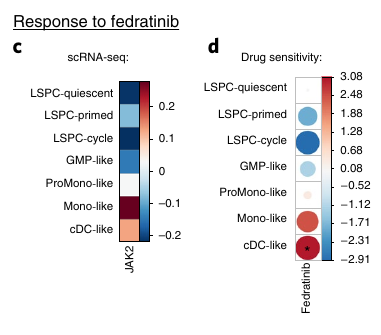 Response to fedratinib
c
scRNA-seq:
LSPC-quiescent
LSPC-primed
LSPC-cycle
GMP-like
ProMono-like
Mono-like
cDC-like
0.2
0.1
0
−0.1
−0.2
JAK2
d
Drug sensitivity:
LSPC-quiescent
LSPC-primed
LSPC-cycle
GMP-like
ProMono-like
Mono-like
cDC-like
*
3.08
2.48
1.88
1.28
0.68
0.08
−0.52
−1.12
−1.71
−2.31
−2.91
Fedratinib